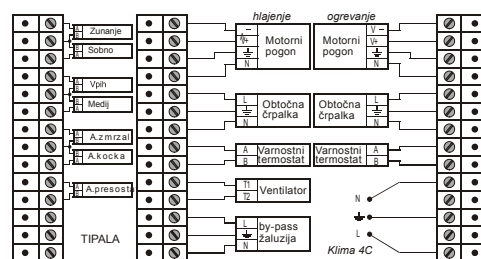 hlajenje ogrevanje
A B Zunanje
A B Sobno
A B Vpih
A B Medij
A B A.zmrzal
A B A.kocka
A B A.presosta
TIPALA
Motorni
pogon
N
Motorni
pogon
V –
V+
N
L
Obtočna
črpalka
N
Obtočna
črpalka
L
N
A Varnostni
B termostat
Varnostni A
termostat B
T1
T2
Ventilator
L
N
by-pass
žaluzija
N
L
Klima 4C